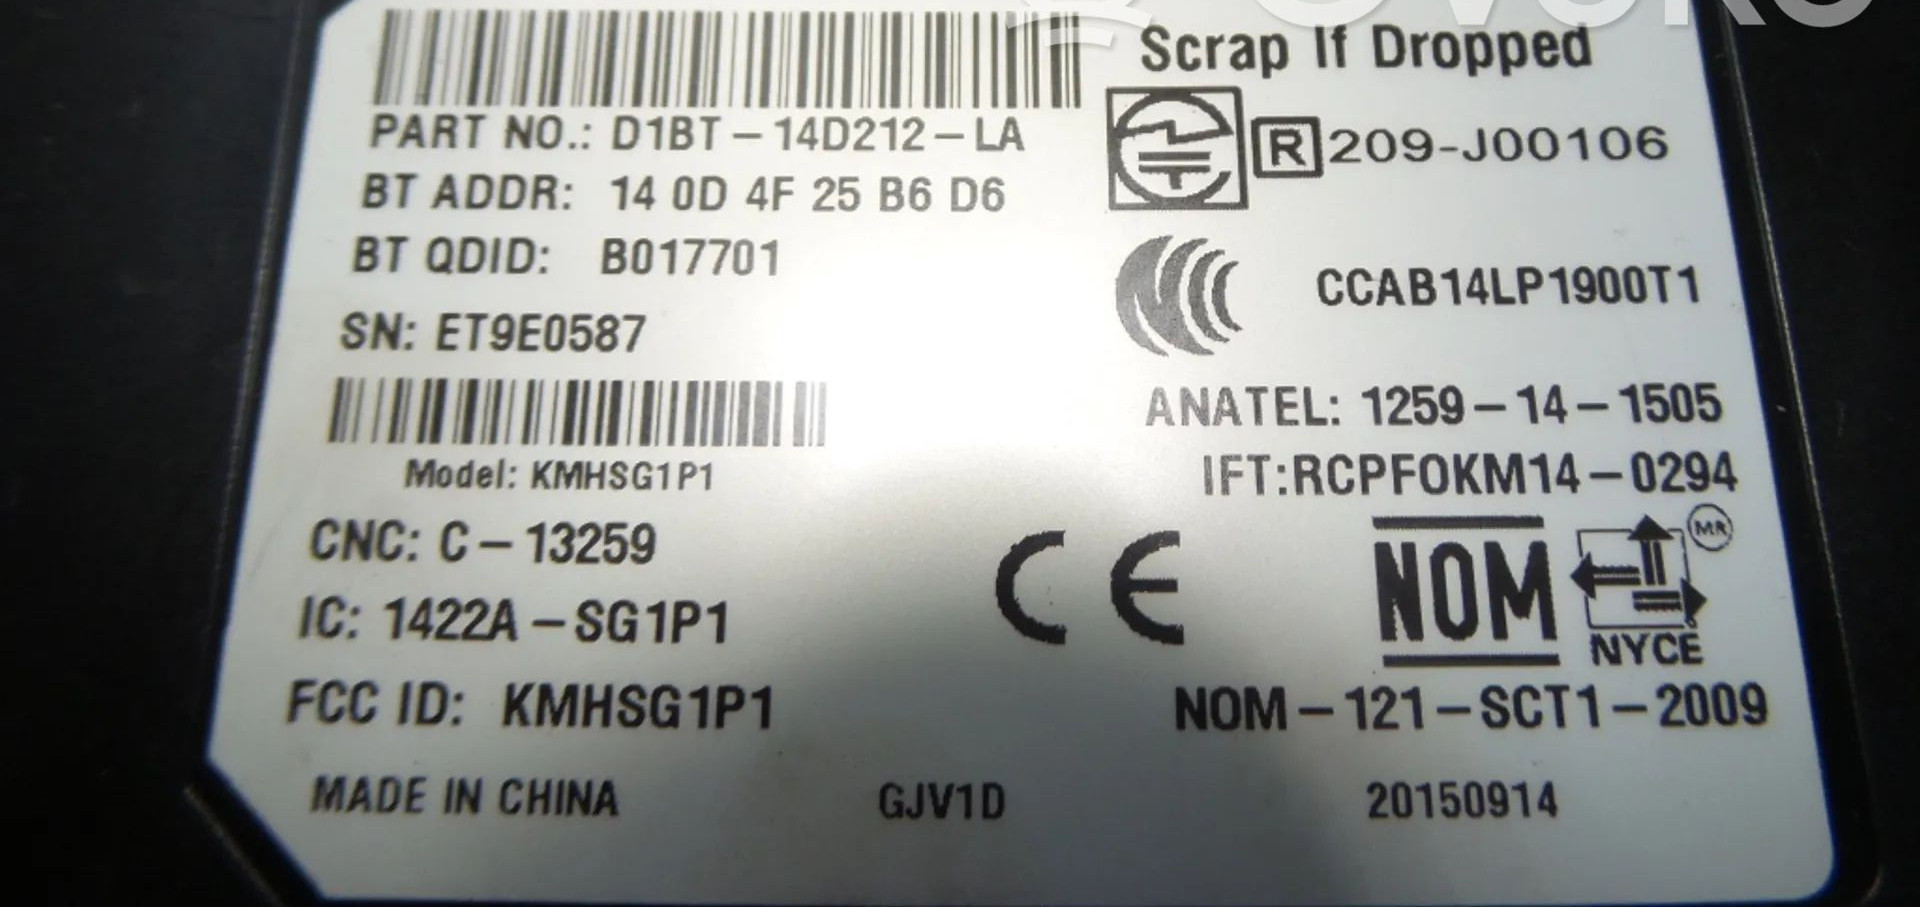 Scrap If Dropped
PART NO.: D1BT-14D212-LA
R 209-J00106
BT ADDR: 14 0D 4F 25 B6 D6
BT QDID: B017701
CCAB14LP1900T1
SN: ET9E0587
ANATEL: 1259-14-1505
Model: KMHSG1P1
IFT:RCPFOKM14-0294
CNC: C-13259
CE
NOM
MR
NYCE
IC: 1422A-SG1P1
FCC ID: KMHSG1P1
NOM-121-SCT1-2009
MADE IN CHINA
GJV1D
20150914